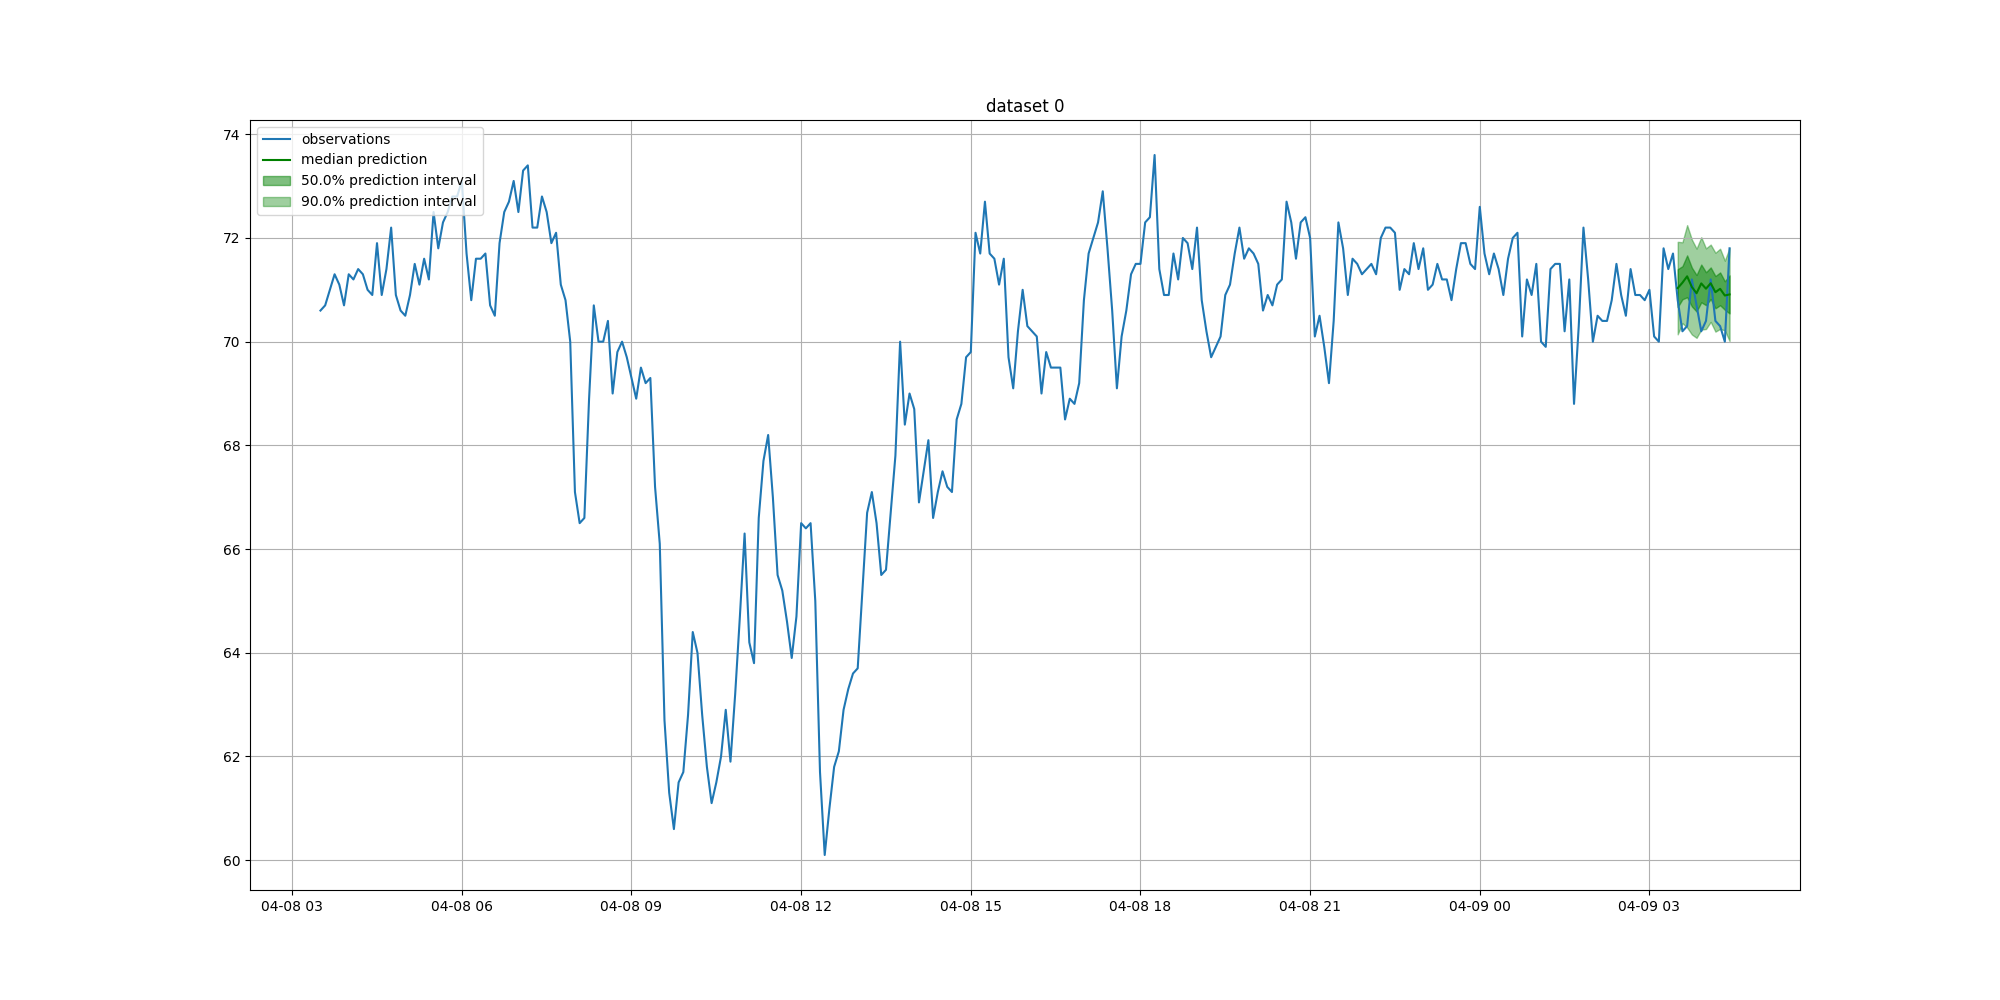 dataset 0
observations
median prediction
50.0% prediction interval
90.0% prediction interval
74
72
70
68
66
64
62
60
04-08 03 04-08 06 04-08 09 04-08 12 04-08 15 04-08 18 04-08 21 04-09 00 04-09 03